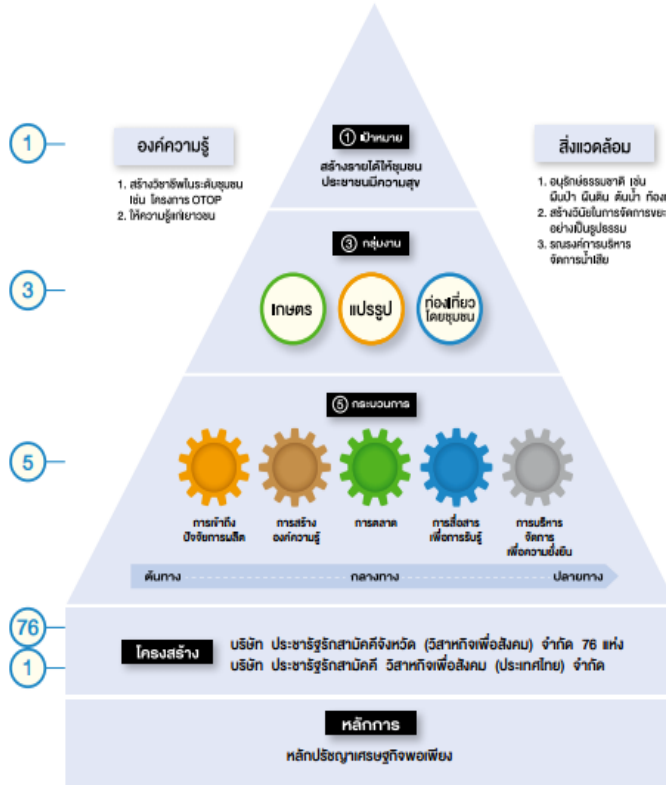 1
องค์ความรู้
1. สร้างวิชาชีพในระดับชุมชน
เช่น โครงการ OTOP
2. ให้ความรู้แก่เยาวชน
① เป้าหมาย
สร้างรายได้ให้ชุมชน
ประชาชนมีความสุข
สิ่งแวดล้อม
1. อนุรักษ์ธรรมชาติ เช่น
ผืนป่า ผืนดิน ต้นน้ำ
2. สร้างวินัยในการจัดการขยะ
อย่างเป็นรูปธรรม
3. รณรงค์การบริหาร
จัดการน้ำเสีย
3
③ กลุ่มงาน
เกษตร
แปรรูป
ท่องเที่ยว
โดยชุมชน
5
⑤ กระบวนการ
การเข้าถึง
ปัจจัยการผลิต
การสร้าง
องค์ความรู้
การตลาด
การสื่อสาร
เพื่อการรับรู้
การบริหาร
จัดการ
เพื่อความยั่งยืน
ต้นทาง กลางทาง ปลายทาง
76
1
โครงสร้าง
บริษัท ประชารัฐรักสามัคคีจังหวัด (วิสาหกิจเพื่อสังคม) จำกัด 76 แห่ง
บริษัท ประชารัฐรักสามัคคี วิสาหกิจเพื่อสังคม (ประเทศไทย) จำกัด
หลักการ
หลักปรัชญาเศรษฐกิจพอเพียง